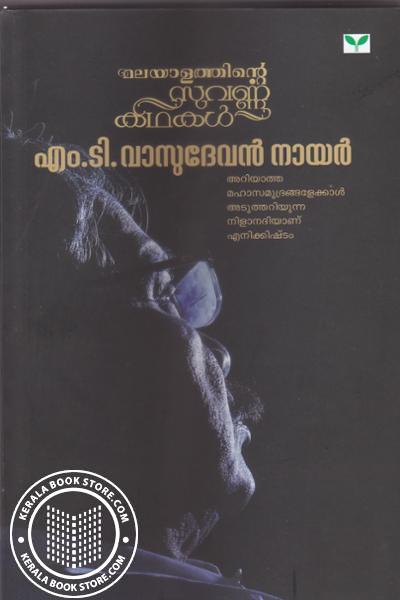 മലയാളത്തിന്റെ
സുവർണ്ണ
കഥകൾ
എം.ടി. വാസുദേവൻ നായർ
അറിയാത്ത
മഹാസമുദ്രങ്ങളേക്കാൾ
അടുത്തറിയുന്ന
നിളാനദിയാണ്
എനിക്കിഷ്ടം
KERALA BOOK STORE.COM
KERALA BOOK STORE.COM